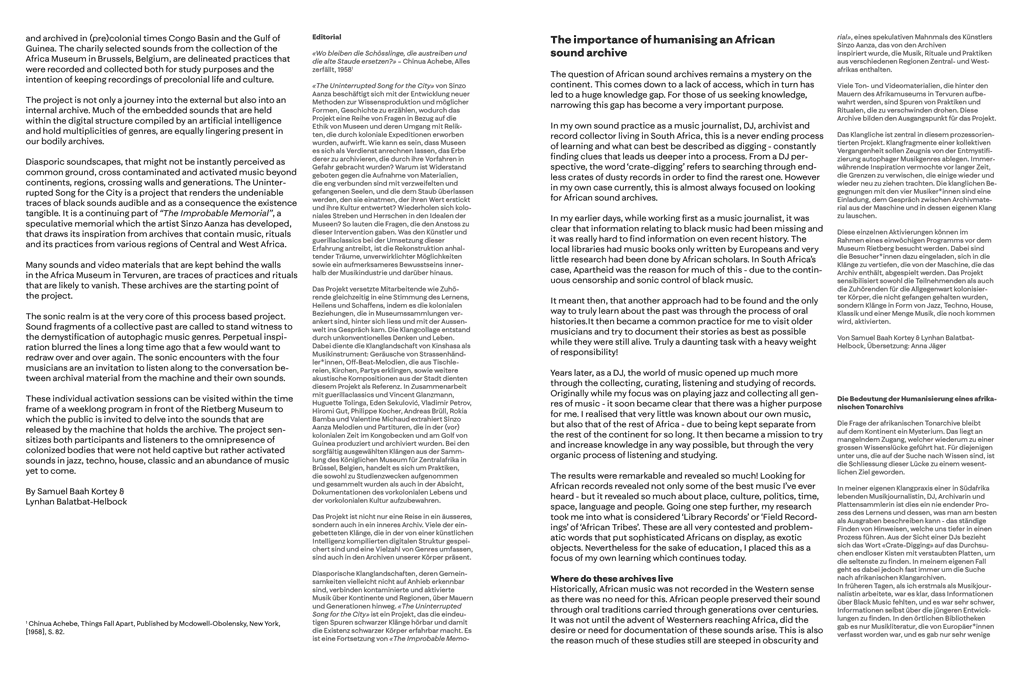 and archived in (pre)colonial times Congo Basin and the Gulf of
Guinea. The charily selected sounds from the collection of the
Africa Museum in Brussels, Belgium, are delineated practices that
were recorded and collected both for study purposes and the
intention of keeping recordings of precolonial life and culture.
The project is not only a journey into the external but also into an
internal archive. Much of the embedded sounds that are held
within the digital structure compiled by an artificial intelligence
and hold multiplicities of genres, are equally lingering present in
our bodily archives.
Diasporic soundscapes, that might not be instantly perceived as
common ground, cross contaminated and activated music beyond
continents, regions, crossing walls and generations. The Uninter-
rupted Song for the City is a project that renders the undeniable
traces of black sounds audible and as a consequence the existence
tangible. It is a continuing part of “The Improbable Memorial”, a
speculative memorial which the artist Sinzo Aanza has developed,
that draws its inspiration from archives that contain music, rituals
and its practices from various regions of Central and West Africa.
Many sounds and video materials that are kept behind the walls
in the Africa Museum in Tervuren, are traces of practices and rituals
that are likely to vanish. These archives are the starting point of
the project.
The sonic realm is at the very core of this process based project.
Sound fragments of a collective past are called to stand witness to
the demystification of autophagic music genres. Perpetual inspi-
ration blurred the lines a long time ago that a few would want to
redraw over and over again. The sonic encounters with the four
musicians are an invitation to listen along to the conversation be-
tween archival material from the machine and their own sounds.
These individual activation sessions can be visited within the time
frame of a weeklong program in front of the Rietberg Museum to
which the public is invited to delve into the sounds that are
released by the machine that holds the archive. The project sen-
sitizes both participants and listeners to the omnipresence of
colonized bodies that were not held captive but rather activated
sounds in jazz, techno, house, classic and an abundance of music
yet to come.
By Samuel Baah Kortey &
Lynhan Balatbat-Helbock
¹ Chinua Achebe, Things Fall Apart, Published by Mcdowell-Obolensky, New York,
[1958], S. 82.
Editorial
«Wo bleiben die Schösslinge, die austreiben und
die alte Staude ersetzen?» – Chinua Achebe, Alles
zerfällt, 1958¹
«The Uninterrupted Song for the City» von Sinzo
Aanza beschäftigt sich mit der Entwicklung neuer
Methoden zur Wissensproduktion und möglicher
Formen, Geschichte zu erzählen, wodurch das
Projekt eine Reihe von Fragen in Bezug auf die
Ethik von Museen und deren Umgang mit Relik-
ten, die durch koloniale Expeditionen erworben
wurden, aufwirft. Wie kann es sein, dass Museen
es sich als Verdienst anrechnen lassen, das Erbe
derer zu archivieren, die durch ihre Vorfahren in
Gefahr gebracht wurden? Warum ist Widerstand
geboten gegen die Aufnahme von Materialien,
die eng verbunden sind mit verzweifelten und
gefangenen Seelen, und die dem Staub überlassen
werden, den sie einatmen, der ihren Wert erstickt
und ihre Kultur entwertet? Wiederholen sich kolo-
niales Streben und Herrschen in den Idealen der
Museen? So lauten die Fragen, die den Anstoss zu
dieser Intervention gaben. Was den Künstler und
guerillaclassics bei der Umsetzung dieser
Erfahrung antreibt, ist die Rekonstruktion anhal-
tender Träume, unverwirklichter Möglichkeiten
sowie ein aufmerksameres Bewusstseins inner-
halb der Musikindustrie und darüber hinaus.
Das Projekt versetzte Mitarbeitende wie Zuhö-
rende gleichzeitig in eine Stimmung des Lernens,
Heilens und Schaffens, indem es die kolonialen
Beziehungen, die in Museumssammlungen ver-
ankert sind, hinter sich liess und mit der Aussen-
welt ins Gespräch kam. Die Klangcollage entstand
durch unkonventionelles Denken und Leben.
Dabei diente die Klanglandschaft von Kinshasa als
Musikinstrument: Geräusche von Strassenhänd-
ler*innen, Off-Beat-Melodien, die aus Tischle-
reien, Kirchen, Partys erklingen, sowie weitere
akustische Kompositionen aus der Stadt dienten
diesem Projekt als Referenz. In Zusammenarbeit
mit guerillaclassics und Vincent Glanzmann,
Huguette Tolinga, Eden Sekulović, Vladimir Petrov,
Hiromi Gut, Philippe Kocher, Andreas Brüll, Rokia
Bamba und Valentine Michaud extrahiert Sinzo
Aanza Melodien und Partituren, die in der (vor)
kolonialen Zeit im Kongobecken und am Golf von
Guinea produziert und archiviert wurden. Bei den
sorgfältig ausgewählten Klängen aus der Samm-
lung des Königlichen Museum für Zentralafrika in
Brüssel, Belgien, handelt es sich um Praktiken,
die sowohl zu Studienzwecken aufgenommen
und gesammelt wurden als auch in der Absicht,
Dokumentationen des vorkolonialen Lebens und
der vorkolonialen Kultur aufzubewahren.
Das Projekt ist nicht nur eine Reise in ein äusseres,
sondern auch in ein inneres Archiv. Viele der ein-
gebetteten Klänge, die in der von einer künstlichen
Intelligenz kompilierten digitalen Struktur gespei-
chert sind und eine Vielzahl von Genres umfassen,
sind auch in den Archiven unserer Körper präsent.
Diasporische Klanglandschaften, deren Gemein-
samkeiten vielleicht nicht auf Anhieb erkennbar
sind, verbinden kontaminierte und aktivierte
Musik über Kontinente und Regionen, über Mauern
und Generationen hinweg. «The Uninterrupted
Song for the City» ist ein Projekt, das die eindeu-
tigen Spuren schwarzer Klänge hörbar und damit
die Existenz schwarzer Körper erfahrbar macht. Es
ist eine Fortsetzung von «The Improbable Memo-
The importance of humanising an African
sound archive
The question of African sound archives remains a mystery on the
continent. This comes down to a lack of access, which in turn has
led to a huge knowledge gap. For those of us seeking knowledge,
narrowing this gap has become a very important purpose.
In my own sound practice as a music journalist, DJ, archivist and
record collector living in South Africa, this is a never ending process
of learning and what can best be described as digging - constantly
finding clues that leads us deeper into a process. From a DJ per-
spective, the word ‘crate-digging’ refers to searching through end-
less crates of dusty records in order to find the rarest one. However
in my own case currently, this is almost always focused on looking
for African sound archives.
In my earlier days, while working first as a music journalist, it was
clear that information relating to black music had been missing and
it was really hard to find information on even recent history. The
local libraries had music books only written by Europeans and very
little research had been done by African scholars. In South Africa’s
case, Apartheid was the reason for much of this - due to the contin-
uous censorship and sonic control of black music.
It meant then, that another approach had to be found and the only
way to truly learn about the past was through the process of oral
histories.It then became a common practice for me to visit older
musicians and try to document their stories as best as possible
while they were still alive. Truly a daunting task with a heavy weight
of responsibility!
Years later, as a DJ, the world of music opened up much more
through the collecting, curating, listening and studying of records.
Originally while my focus was on playing jazz and collecting all gen-
res of music - it soon became clear that there was a higher purpose
for me. I realised that very little was known about our own music,
but also that of the rest of Africa - due to being kept separate from
the rest of the continent for so long. It then became a mission to try
and increase knowledge in any way possible, but through the very
organic process of listening and studying.
The results were remarkable and revealed so much! Looking for
African records revealed not only some of the best music I’ve ever
heard - but it revealed so much about place, culture, politics, time,
space, language and people. Going one step further, my research
took me into what is considered ‘Library Records’ or ‘Field Record-
ings’ of ‘African Tribes’. These are all very contested and problem-
atic words that put sophisticated Africans on display, as exotic
objects. Nevertheless for the sake of education, I placed this as a
focus of my own learning which continues today.
Where do these archives live
Historically, African music was not recorded in the Western sense
as there was no need for this. African people preserved their sound
through oral traditions carried through generations over centuries.
It was not until the advent of Westerners reaching Africa, did the
desire or need for documentation of these sounds arise. This is also
the reason much of these studies still are steeped in obscurity and
rial», eines spekulativen Mahnmals des Künstlers
Sinzo Aanza, das von den Archiven
inspiriert wurde, die Musik, Rituale und Praktiken
aus verschiedenen Regionen Zentral- und West-
afrikas enthalten.
Viele Ton- und Videomaterialien, die hinter den
Mauern des Afrikamuseums in Tervuren aufbe-
wahrt werden, sind Spuren von Praktiken und
Ritualen, die zu verschwinden drohen. Diese
Archive bilden den Ausgangspunkt für das Projekt.
Das Klangliche ist zentral in diesem prozessorien-
tierten Projekt. Klangfragmente einer kollektiven
Vergangenheit sollen Zeugnis von der Entmystifi-
zierung autophager Musikgenres ablegen. Immer-
währende Inspiration vermochte vor langer Zeit,
die Grenzen zu verwischen, die einige wieder und
wieder neu zu ziehen trachten. Die klanglichen Be-
gegnungen mit den vier Musiker*innen sind eine
Einladung, dem Gespräch zwischen Archivmate-
rial aus der Maschine und in dessen eigenen Klang
zu lauschen.
Diese einzelnen Aktivierungen können im
Rahmen eines einwöchigen Programms vor dem
Museum Rietberg besucht werden. Dabei sind
die Besucher*innen dazu eingeladen, sich in die
Klänge zu vertiefen, die von der Maschine, die das
Archiv enthält, abgespielt werden. Das Projekt
sensibilisiert sowohl die Teilnehmenden als auch
die Zuhörenden für die Allgegenwart kolonisier-
ter Körper, die nicht gefangen gehalten wurden,
sondern Klänge in Form von Jazz, Techno, House,
Klassik und einer Menge Musik, die noch kommen
wird, aktivierten.
Von Samuel Baah Kortey & Lynhan Balatbat-
Helbock, Übersetzung: Anna Jäger
Die Bedeutung der Humanisierung eines afrika-
nischen Tonarchivs
Die Frage der afrikanischen Tonarchive bleibt
auf dem Kontinent ein Mysterium. Das liegt an
mangelndem Zugang, welcher wiederum zu einer
grossen Wissenslücke geführt hat. Für diejenigen
unter uns, die auf der Suche nach Wissen sind, ist
die Schliessung dieser Lücke zu einem wesent-
lichen Ziel geworden.
In meiner eigenen Klangpraxis einer in Südafrika
lebenden Musikjournalistin, DJ, Archivarin und
Plattensammlerin ist dies ein nie endender Pro-
zess des Lernens und dessen, was man am besten
als Ausgraben beschreiben kann - das ständige
Finden von Hinweisen, welche uns tiefer in einen
Prozess führen. Aus der Sicht einer DJ bezieht
sich das Wort «Crate-Digging» auf das Durchsu-
chen endloser Kisten mit verstaubten Platten, um
die seltenste zu finden. In meinem eigenen Fall
geht es dabei jedoch fast immer um die Suche
nach afrikanischen Klangarchiven.
In früheren Tagen, als ich erstmals als Musikjour-
nalistin arbeitete, war es klar, dass Informationen
über Black Music fehlten, und es war sehr schwer,
Informationen selbst über die jüngeren Entwick-
lungen zu finden. In den örtlichen Bibliotheken
gab es nur Musikliteratur, die von Europäer*innen
verfasst worden war, und es gab nur sehr wenige